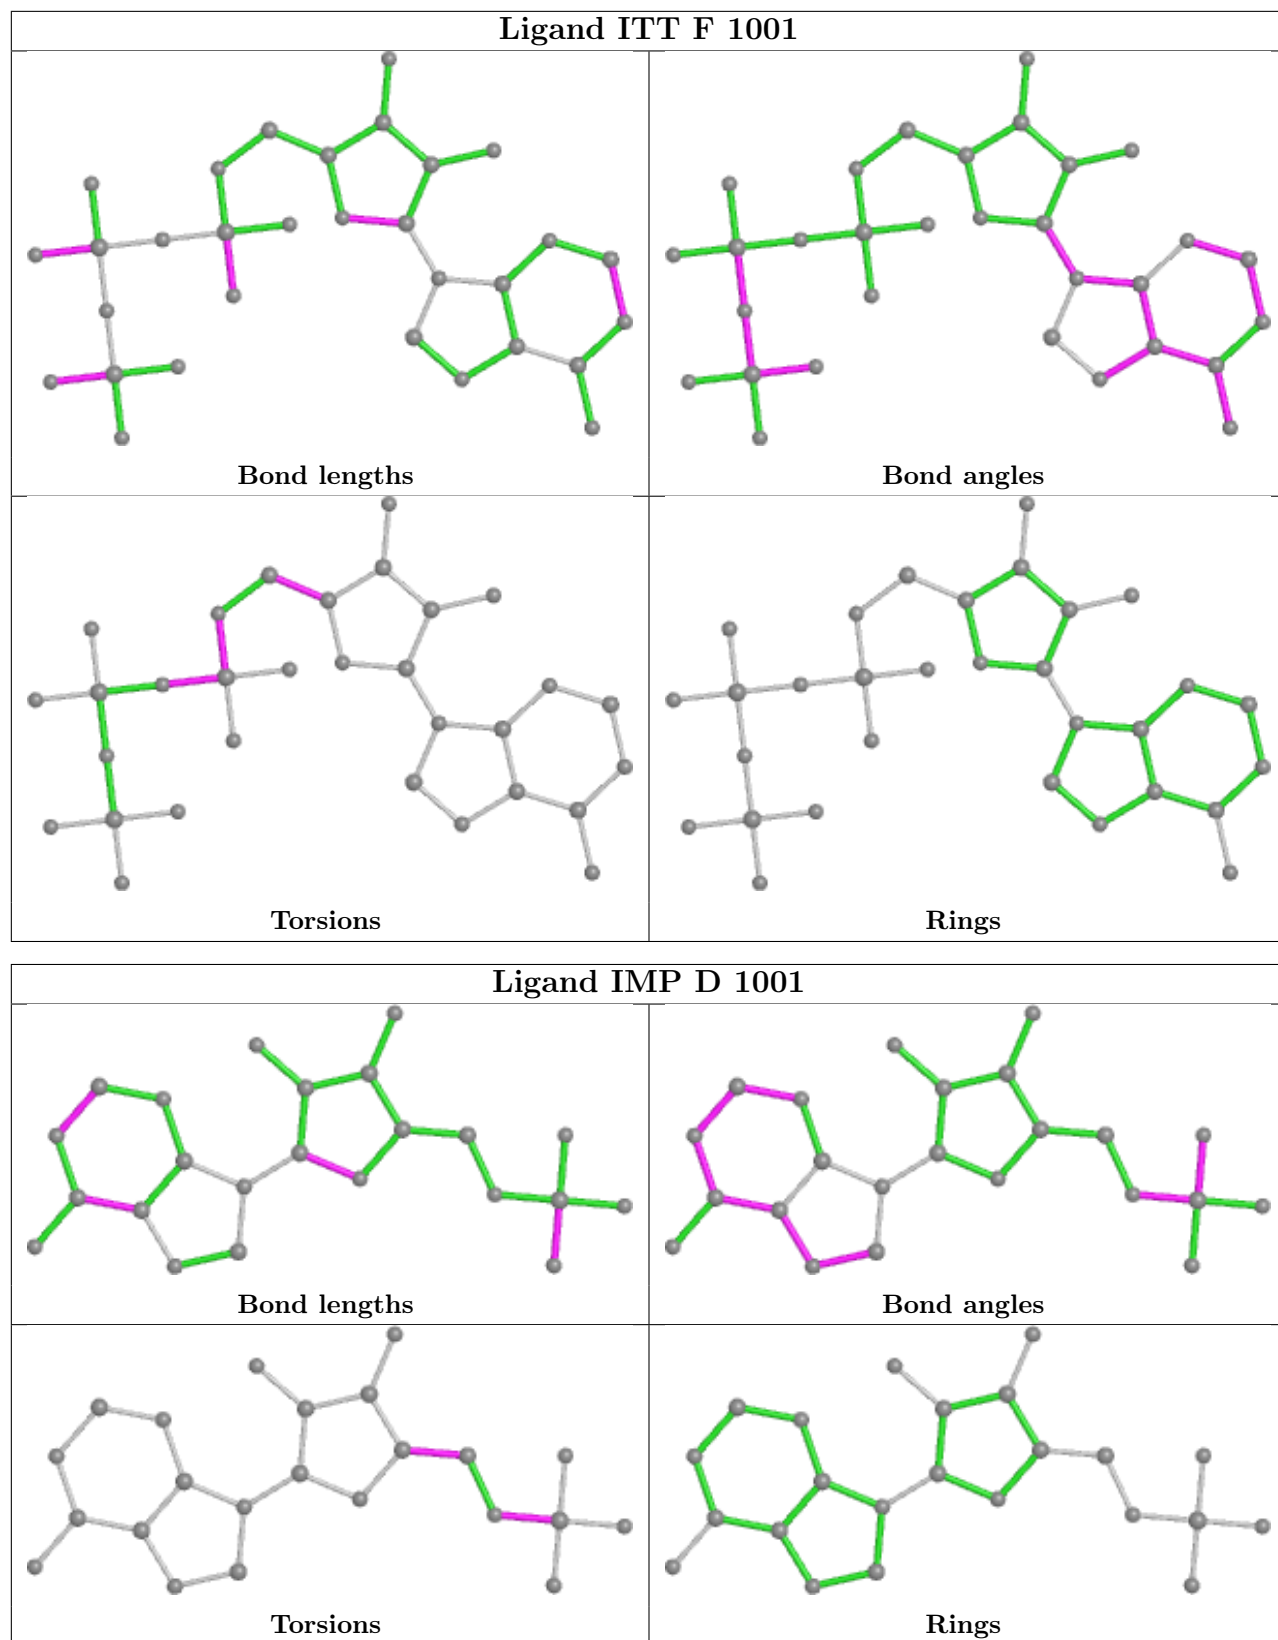 Ligand ITT F 1001
Bond lengths
Bond angles
Torsions
Rings
Ligand IMP D 1001
Bond lengths
Bond angles
Torsions
Rings